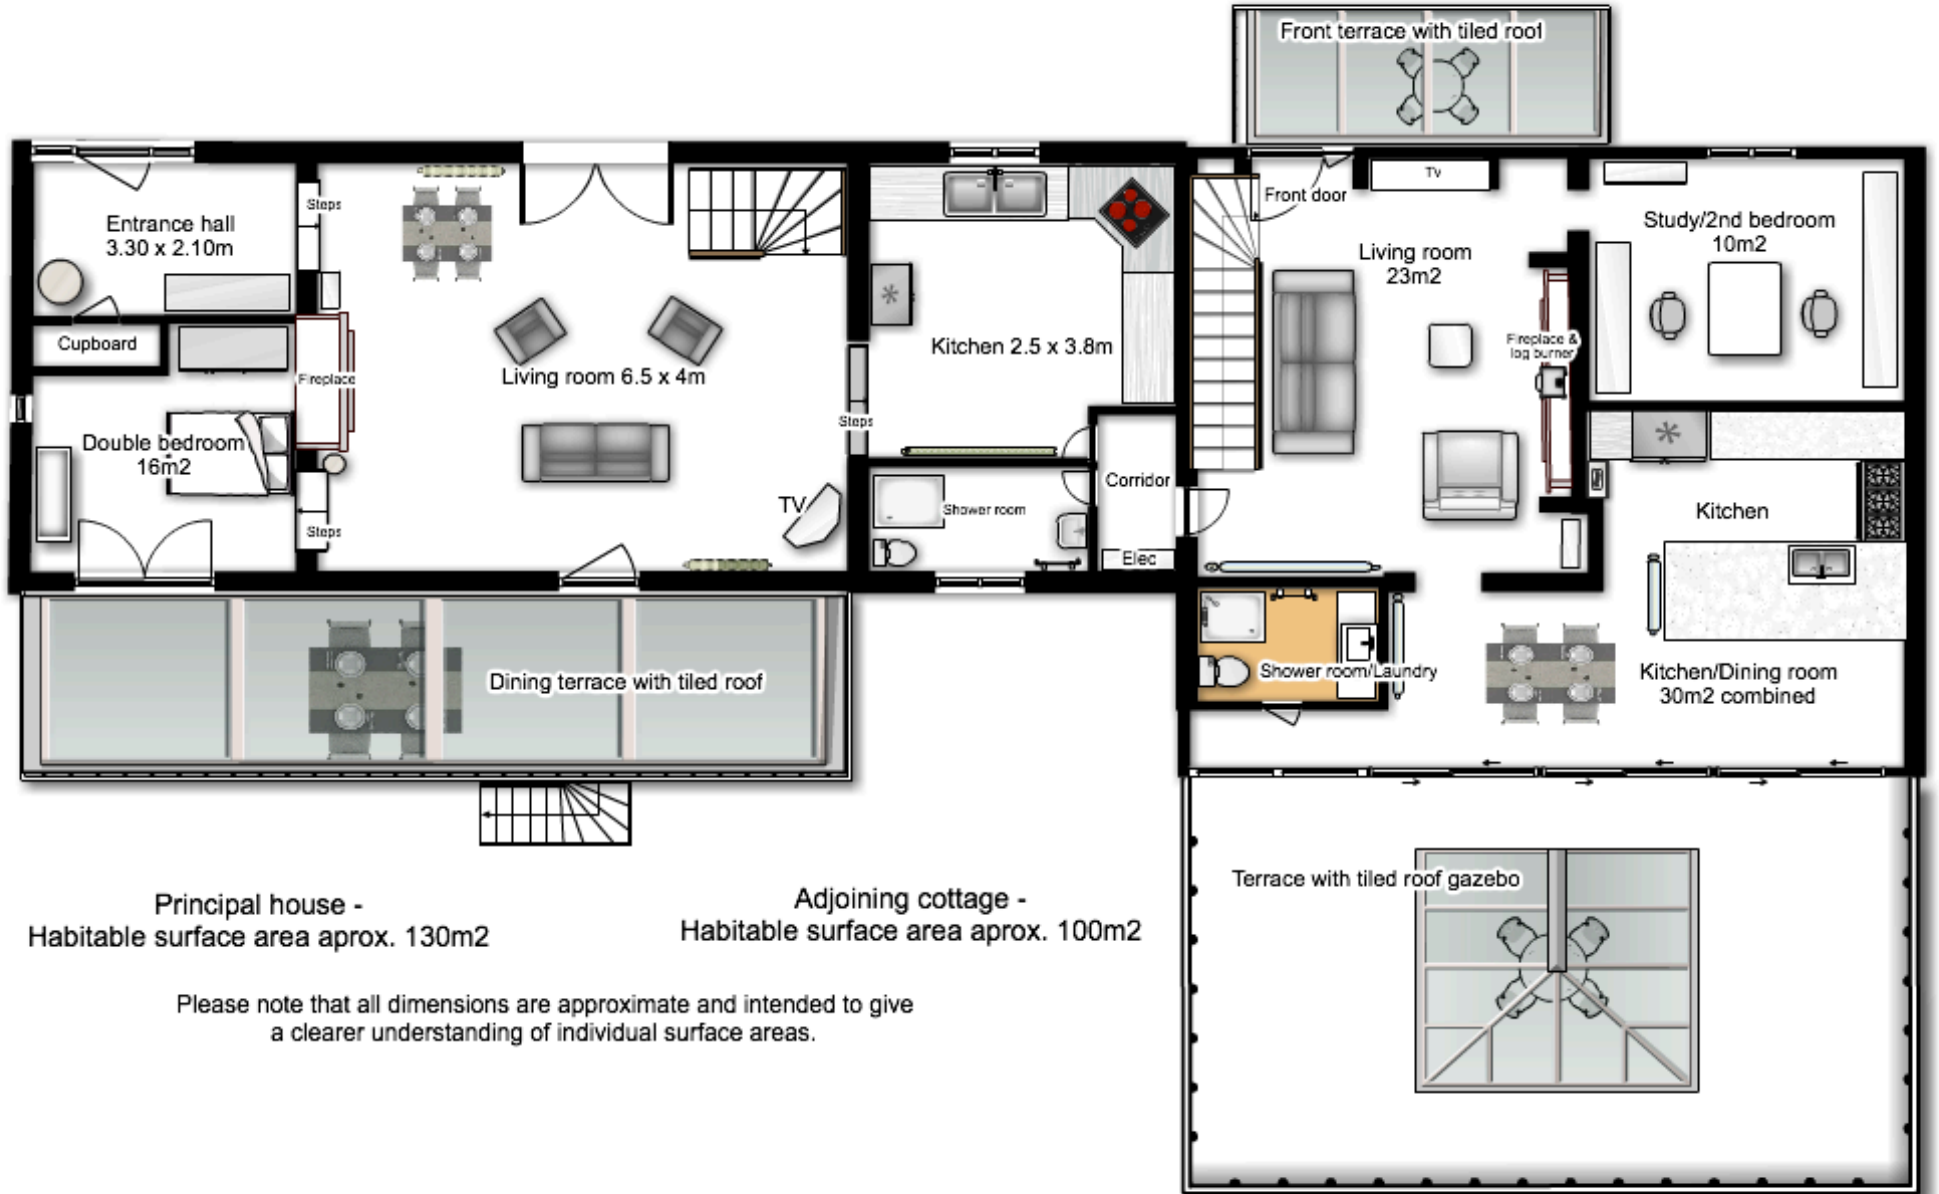 Front terrace with tiled roof
Entrance hall
3.30 x 2.10m
Steps
Cupboard
Fireplace
Double bedroom
16m2
Steps
Living room 6.5 x 4m
TV
Steps
Kitchen 2.5 x 3.8m
Shower room
Corridor
Elec
Front door
TV
Living room
23m2
Fireplace &
log burner
Study/2nd bedroom
10m2
Kitchen
Shower room/Laundry
Kitchen/Dining room
30m2 combined
Dining terrace with tiled roof
Terrace with tiled roof gazebo
Principal house -
Habitable surface area aprox. 130m2
Adjoining cottage -
Habitable surface area aprox. 100m2
Please note that all dimensions are approximate and intended to give
a clearer understanding of individual surface areas.